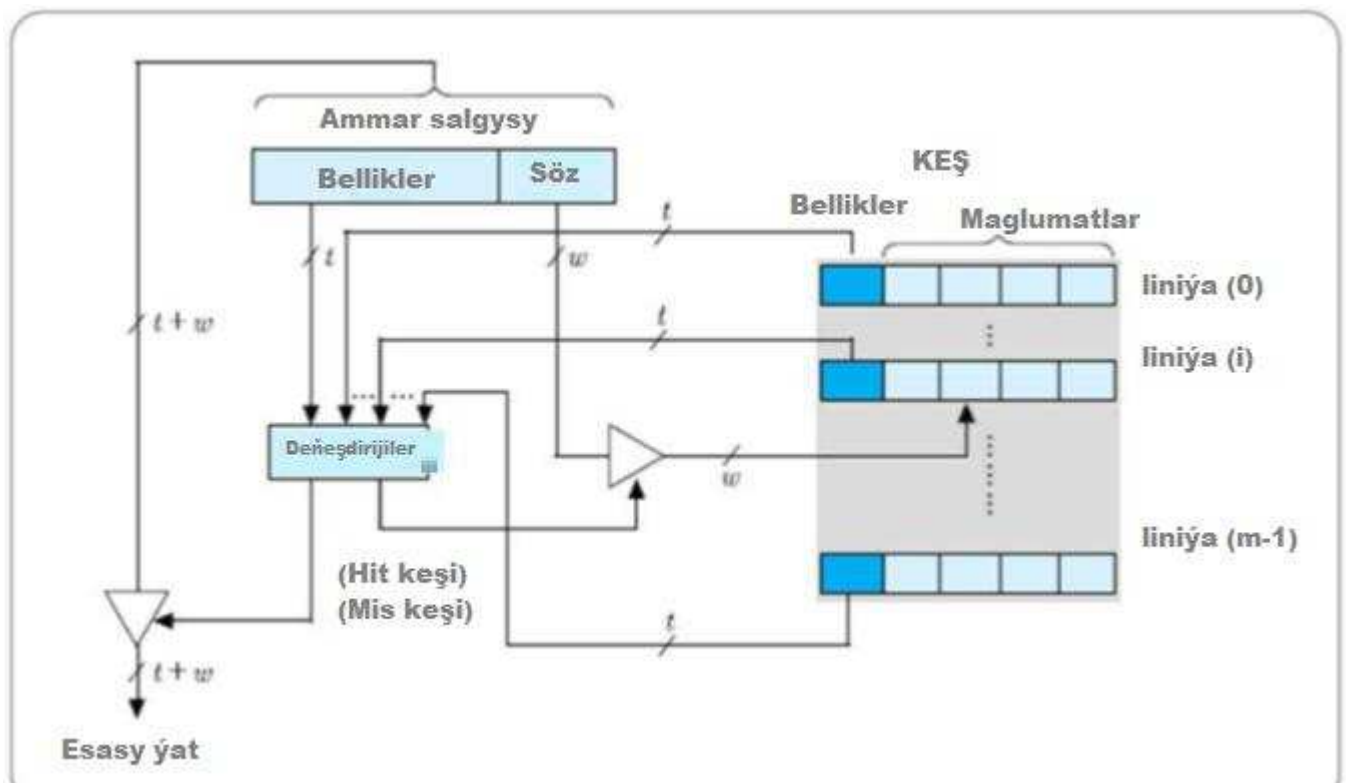 Ammar salgysy
Bellikler
Söz
KEŞ
Bellikler
Maglumatlar
t
t
w
liniýa (0)
t + w
t
liniýa (i)
Deňeşdirijiler
w
liniýa (m-1)
(Hit keşi)
(Mis keşi)
t
t + w
Esasy ýat